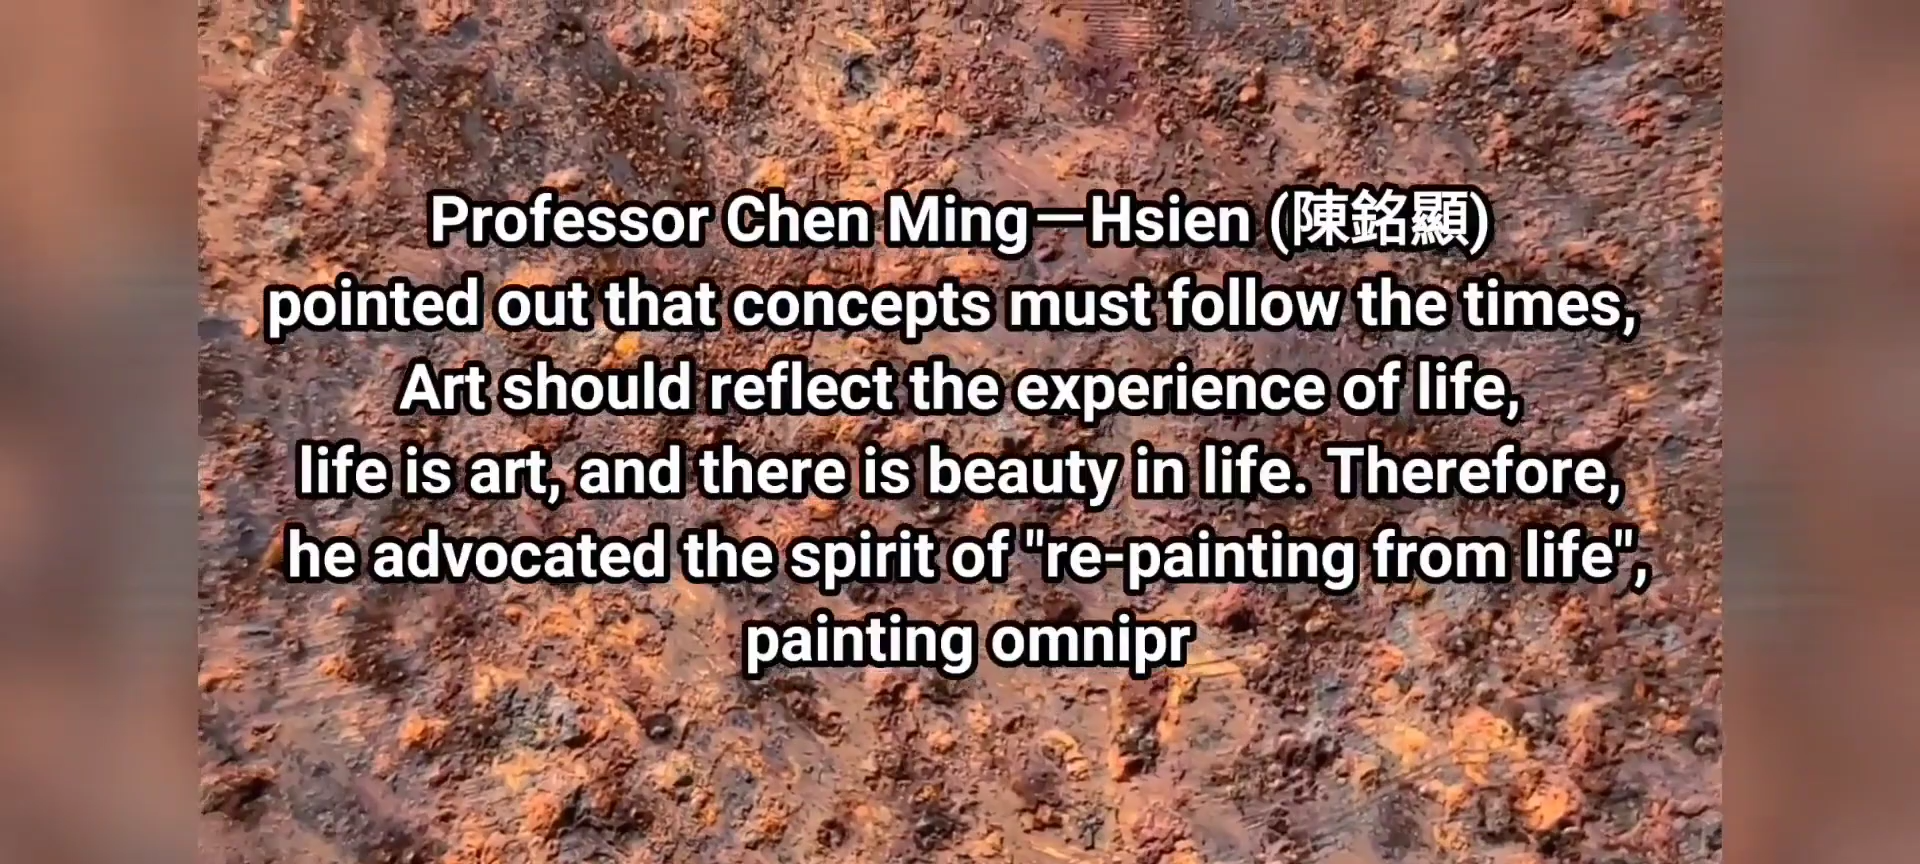 Professor Chen Ming一Hsien (陳銘顯)
pointed out that concepts must follow the times,
Art should reflect the experience of life,
life is art, and there is beauty in life. Therefore,
he advocated the spirit of "re-painting from life",
painting omnipr